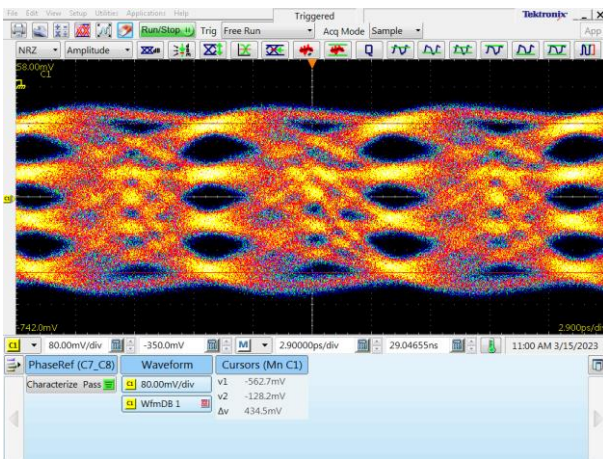 File Edit View Setup Utilities Applications Help
Triggered
Tektronix
Run/Stop Trig Free Run Acq Mode Sample App
NRZ Amplitude Q
58.00mV
C1
C1
-742.0mV 2.900ps/di
C1 80.00mV/div -350.0mV M 2.90000ps/div 29.04655ns 11:00 AM 3/15/2023
PhaseRef (C7_C8) Waveform Cursors (Mn C1)
Characterize Pass C1 80.00mV/div v1 -562.7mV
C1 WfmDB 1 v2 -128.2mV
Δv 434.5mV